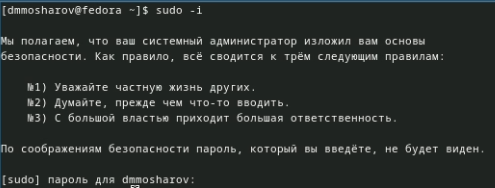 [dmmosharov@fedora ~]$ sudo -i
Мы полагаем, что ваш системный администратор изложил вам основы
безопасности. Как правило, всё сводится к трём следующим правилам:
№1) Уважайте частную жизнь других.
№2) Думайте, прежде чем что-то вводить.
№3) С большой властью приходит большая ответственность.
По соображениям безопасности пароль, который вы введёте, не будет виден.
[sudo] пароль для dmmosharov: